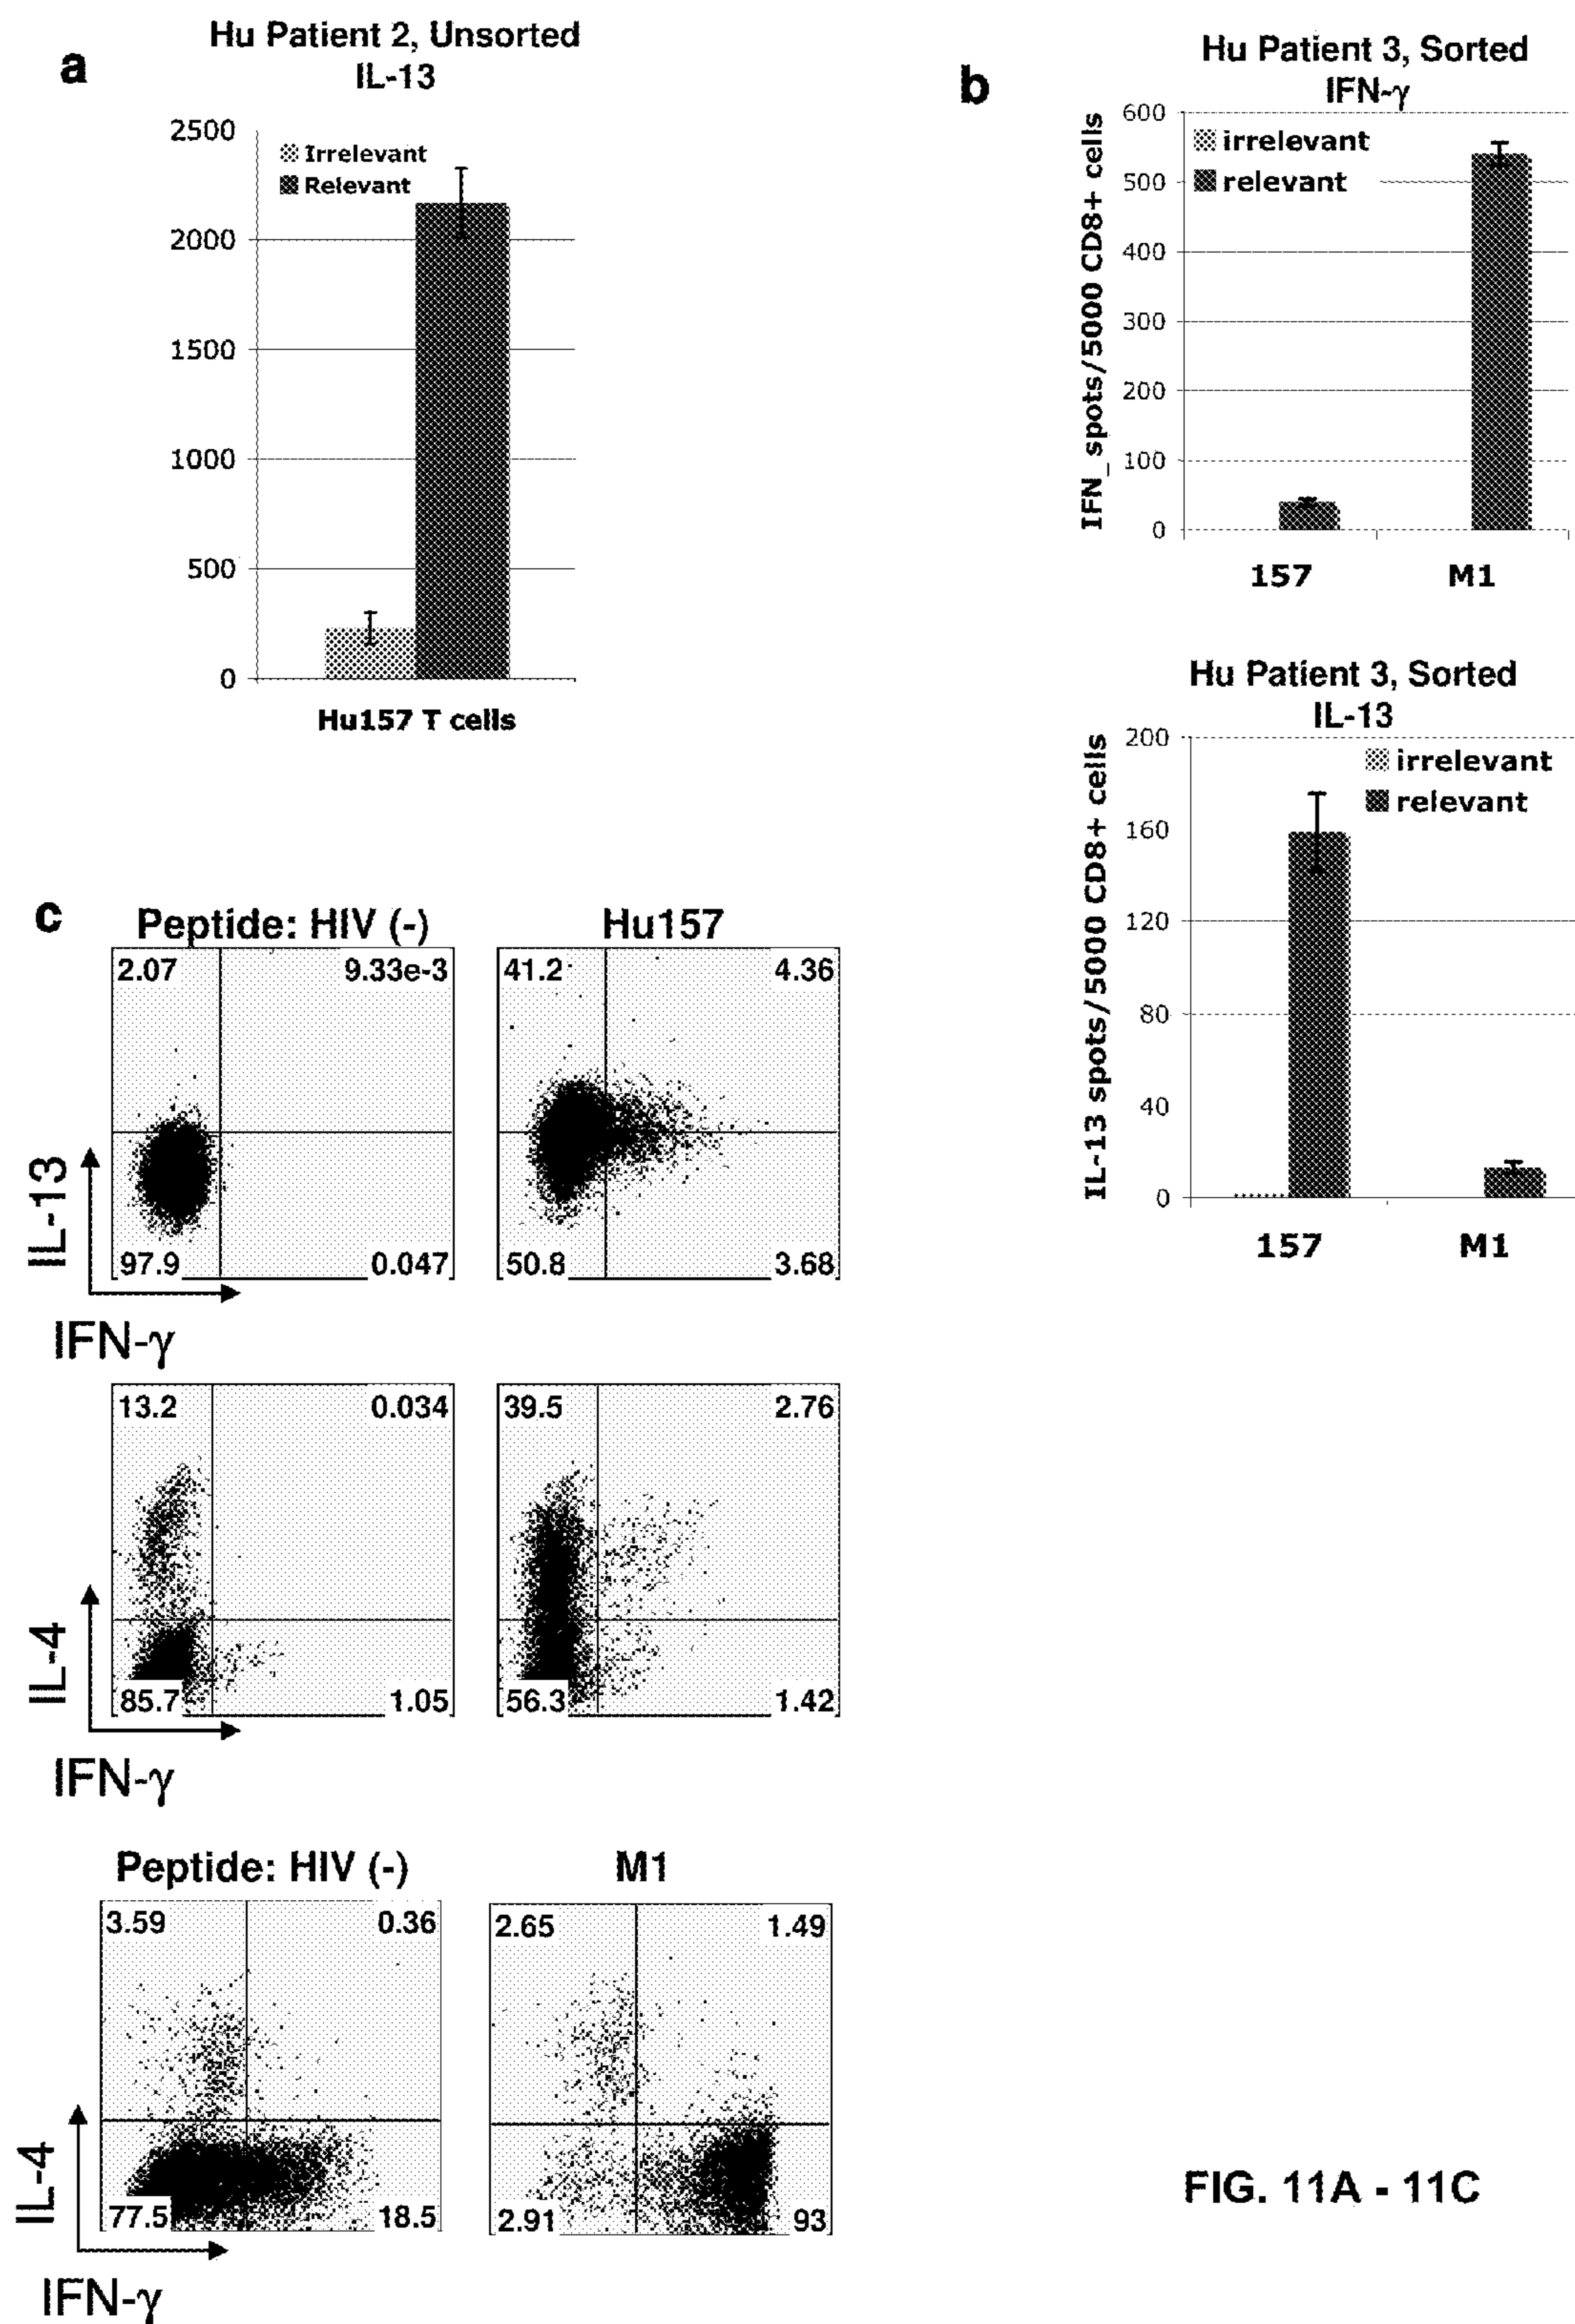 a
Hu Patient 2, Unsorted
IL-13
2500
2000
1500
1000
500
0
Irrelevant
Relevant
Hu157 T cells
b
Hu Patient 3, Sorted
IFN-γ
IFN_spots/5000 CD8+ cells
600
500
400
300
200
100
0
irrelevant
relevant
157 M1
Hu Patient 3, Sorted
IL-13
IL-13 spots/5000 CD8+ cells
200
160
120
80
40
0
irrelevant
relevant
157 M1
c
Peptide: HIV (-) Hu157
2.07 9.33e-3 41.2 4.36
IL-13
97.9 0.047 50.8 3.68
IFN-γ
13.2 0.034 39.5 2.76
IL-4
85.7 1.05 56.3 1.42
IFN-γ
Peptide: HIV (-) M1
3.59 0.36 2.65 1.49
IL-4
77.5 18.5 2.91 93
IFN-γ
FIG. 11A - 11C